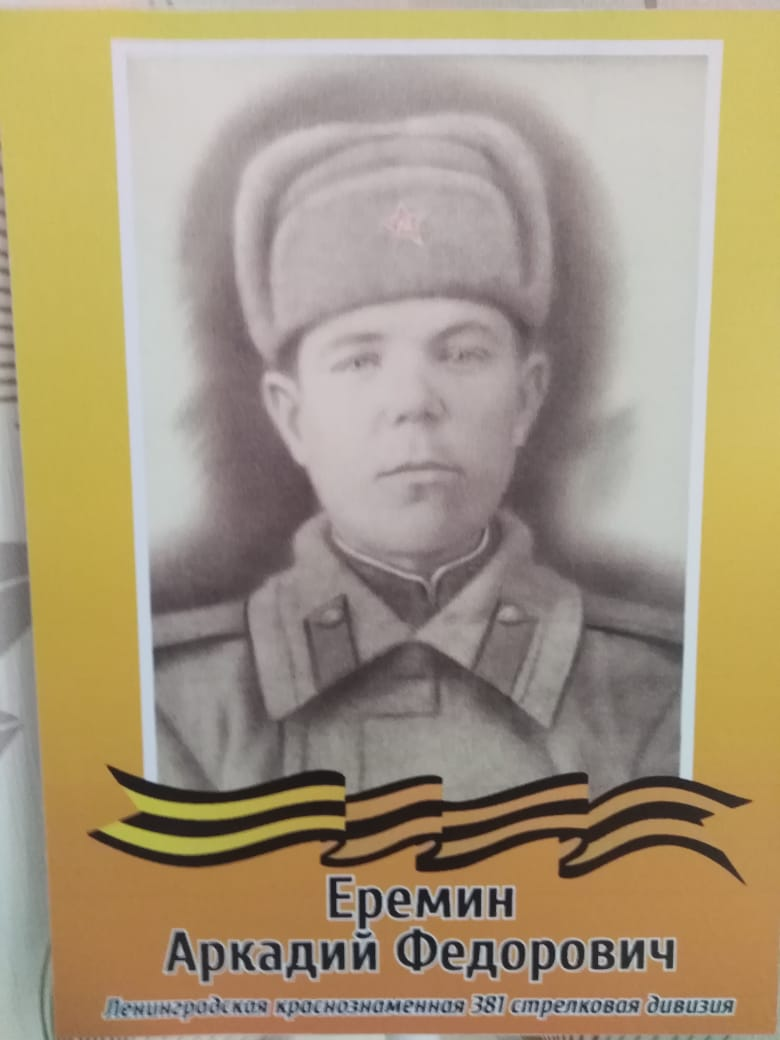 Еремин
Аркадий Федорович
Ленинградская краснознаменная 381 стрелковая дивизия